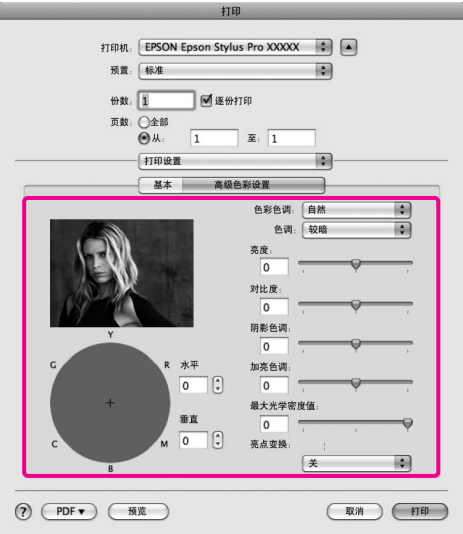 打印
打印机: EPSON Epson Stylus Pro XXXXX
预置: 标准
份数: 1 逐份打印
页数: 全部
从: 1 至: 1
打印设置
基本 高级色彩设置
色彩色调: 自然
色调: 较暗
亮度:
0
对比度:
0
阴影色调:
0
加亮色调:
0
最大光学密度值:
0
亮点变换:
关
Y
G R
C M
B
水平
0
垂直
0
? PDF▼ 预览 取消 打印